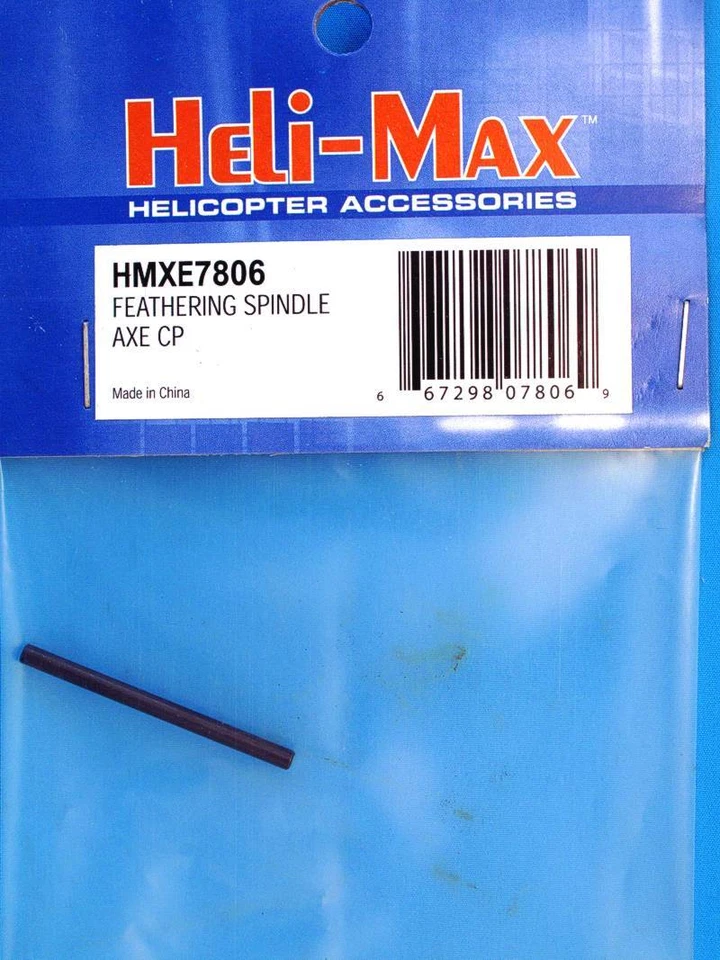 Heli-Max™
HELICOPTER ACCESSORIES
HMXE7806
FEATHERING SPINDLE
AXE CP
Made in China
6 67298 07806 9